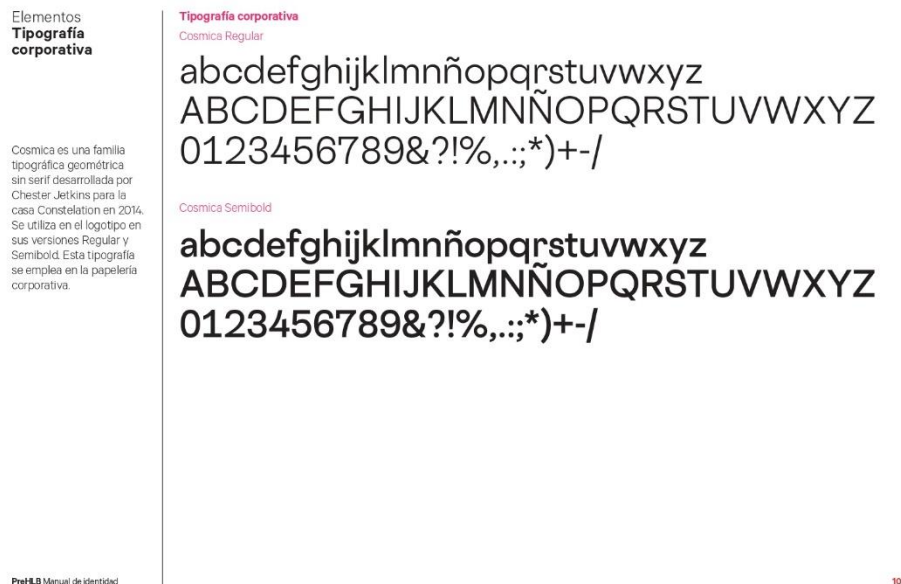 Elementos
Tipografía
corporativa
Cosmica es una familia
tipográfica geométrica
sin serif desarrollada por
Chester Jetkins para la
casa Constelation en 2014.
Se utiliza en el logotipo en
sus versiones Regular y
Semibold. Esta tipografía
se emplea en la papelería
corporativa.
Tipografía corporativa
Cosmica Regular
abcdefghijklmnñopqrstuvwxyz
ABCDEFGHIJKLMNÑOPQRSTUVWXYZ
0123456789&?!%,.:;*)+-/
Cosmica Semibold
abcdefghijklmnñopqrstuvwxyz
ABCDEFGHIJKLMNÑOPQRSTUVWXYZ
0123456789&?!%,.:;*)+-/
PreHLB Manual de identidad
10